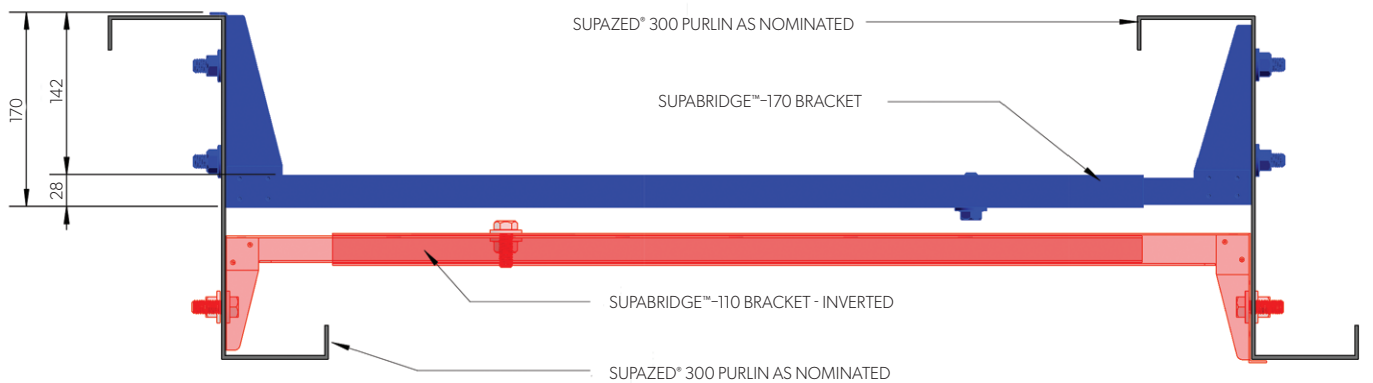 SUPAZED® 300 PURLIN AS NOMINATED
170
142
SUPABRIDGE™-170 BRACKET
28
SUPABRIDGE™-110 BRACKET - INVERTED
SUPAZED® 300 PURLIN AS NOMINATED